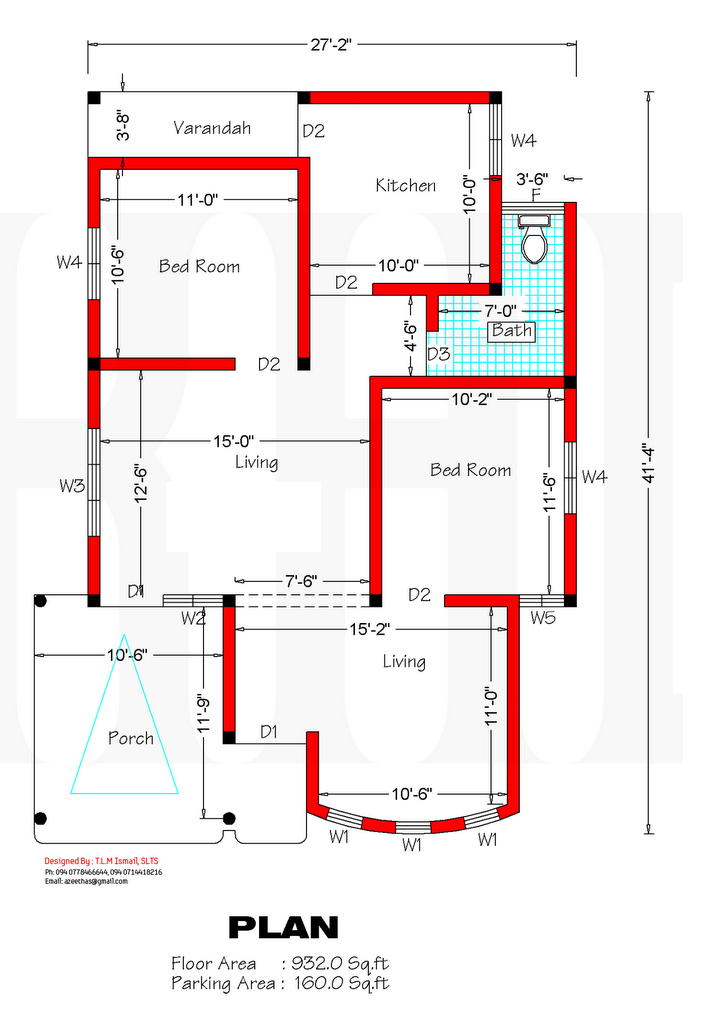 27'-2"
3'-8"
Varandah
D2
W4
Kitchen
3'-6"
F
11'-0"
10'-0"
W4
10'-6"
Bed Room
10'-0"
D2
7'-0"
Bath
4'-6"
D3
D2
10'-2"
15'-0"
Living
Bed Room
W4
41'-4"
W3
12'-6"
11'-6"
7'-6"
D1
D2
W2
W5
15'-2"
10'-6"
Living
11'-9"
11'-0"
Porch
D1
10'-6"
W1
W1
W1
Designed By ; T.L.M Ismail, SLTS
Ph: 094 0778466644, 094 0714418216
Email: azeethas@gmail.com
PLAN
Floor Area : 932.0 Sq.ft
Parking Area : 160.0 Sq.ft